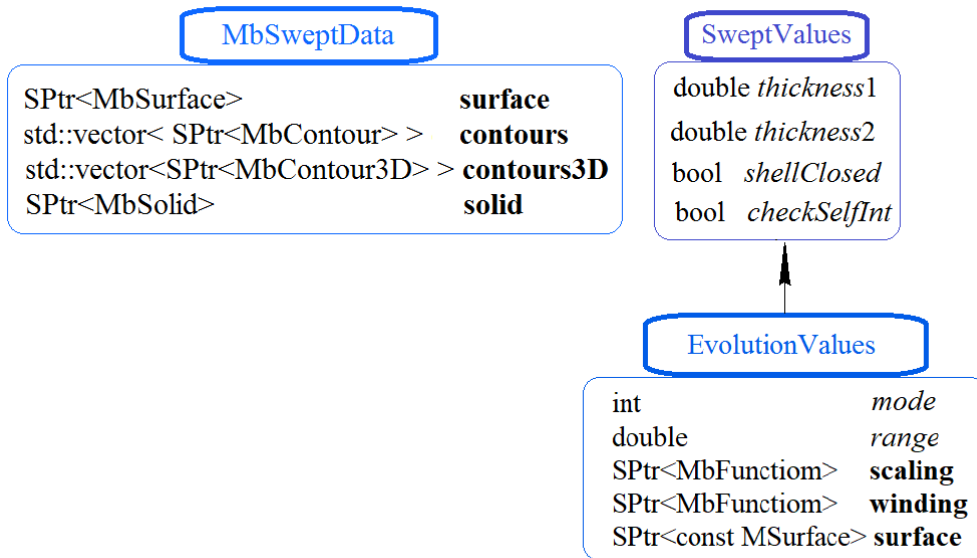 MbSweptData
SPtr<MbSurface> surface
std::vector< SPtr<MbContour> > contours
std::vector<SPtr<MbContour3D> > contours3D
SPtr<MbSolid> solid
SweptValues
double thickness1
double thickness2
bool shellClosed
bool checkSelfInt
EvolutionValues
int mode
double range
SPtr<MbFunctiom> scaling
SPtr<MbFunctiom> winding
SPtr<const MSurface> surface